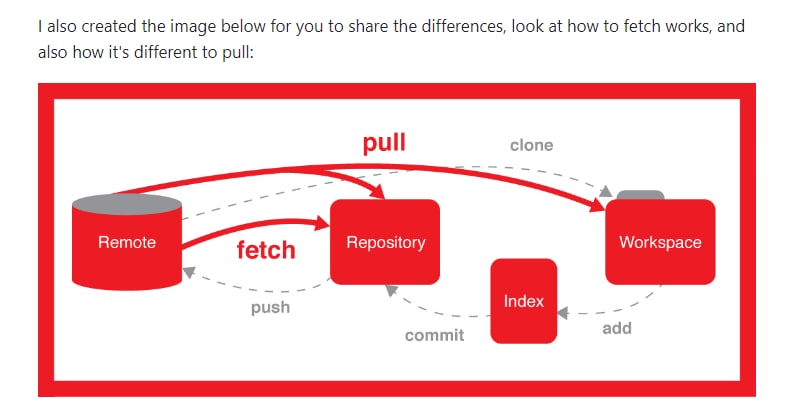 I also created the image below for you to share the differences, look at how to fetch works, and
also how it's different to pull:
pull
clone
Remote
fetch
Repository
Workspace
push
Index
commit
add